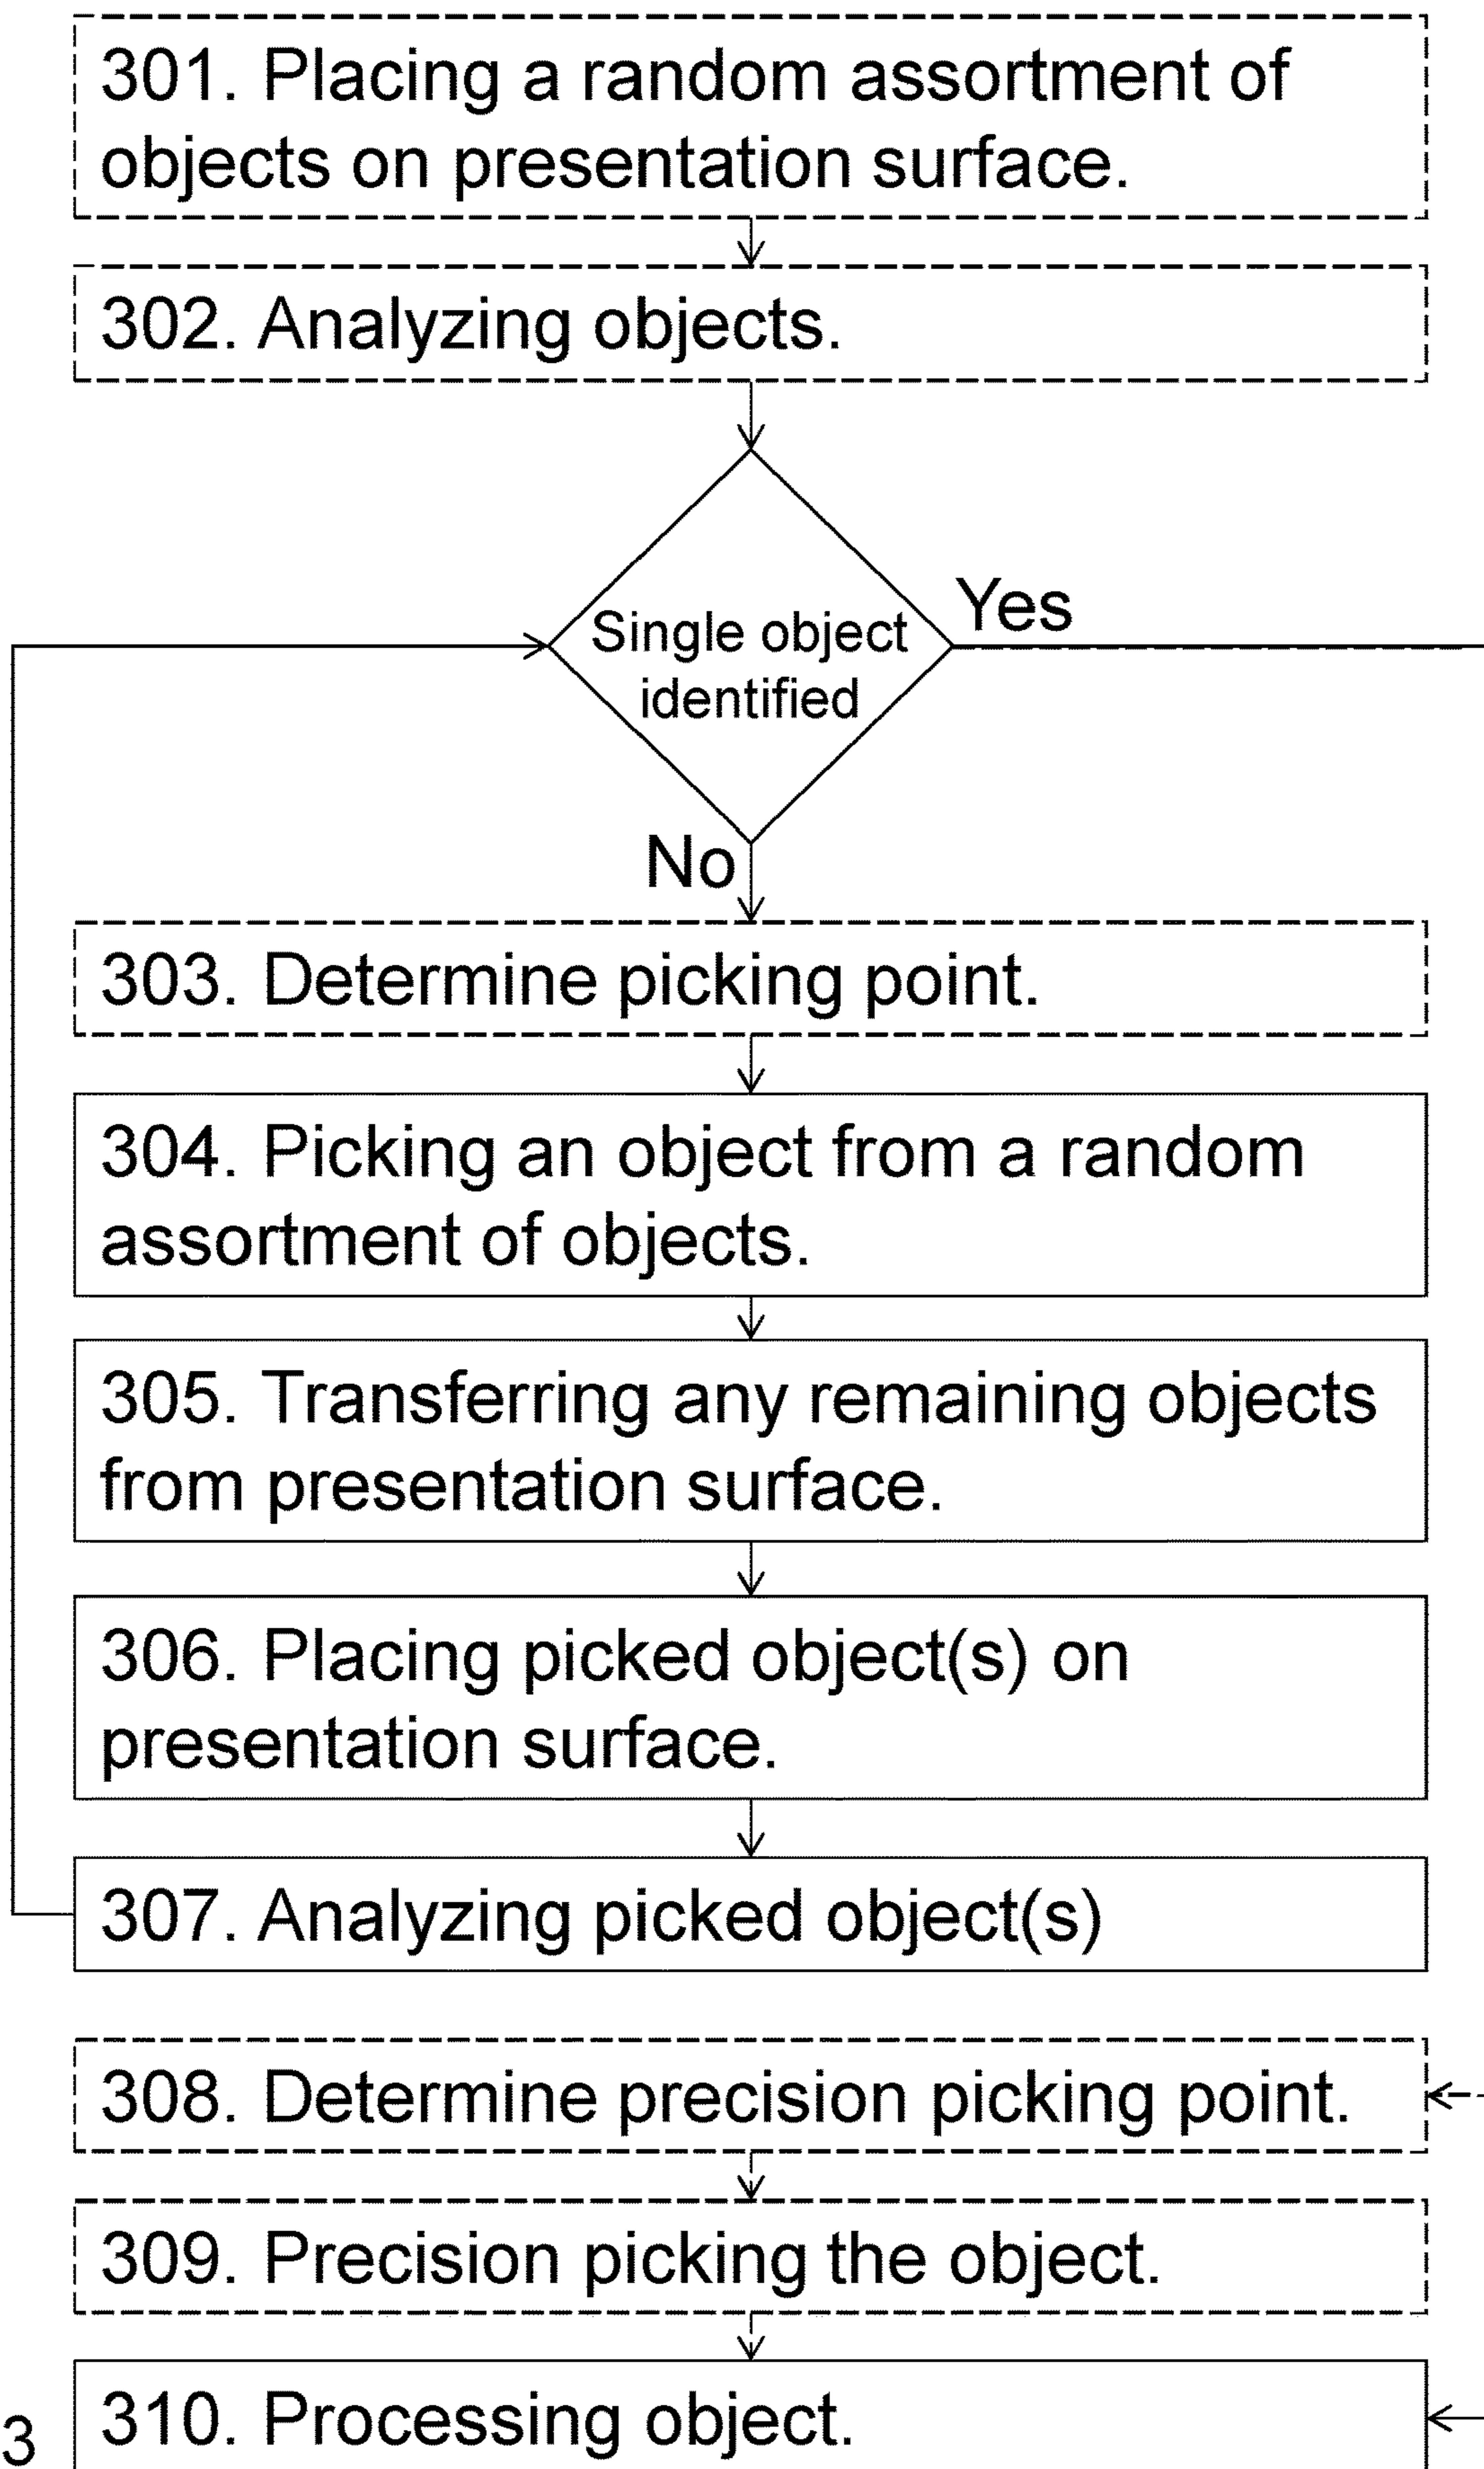 301. Placing a random assortment of
objects on presentation surface.
302. Analyzing objects.
Single object
identified
Yes
No
303. Determine picking point.
304. Picking an object from a random
assortment of objects.
305. Transferring any remaining objects
from presentation surface.
306. Placing picked object(s) on
presentation surface.
307. Analyzing picked object(s)
308. Determine precision picking point.
309. Precision picking the object.
310. Processing object.
3